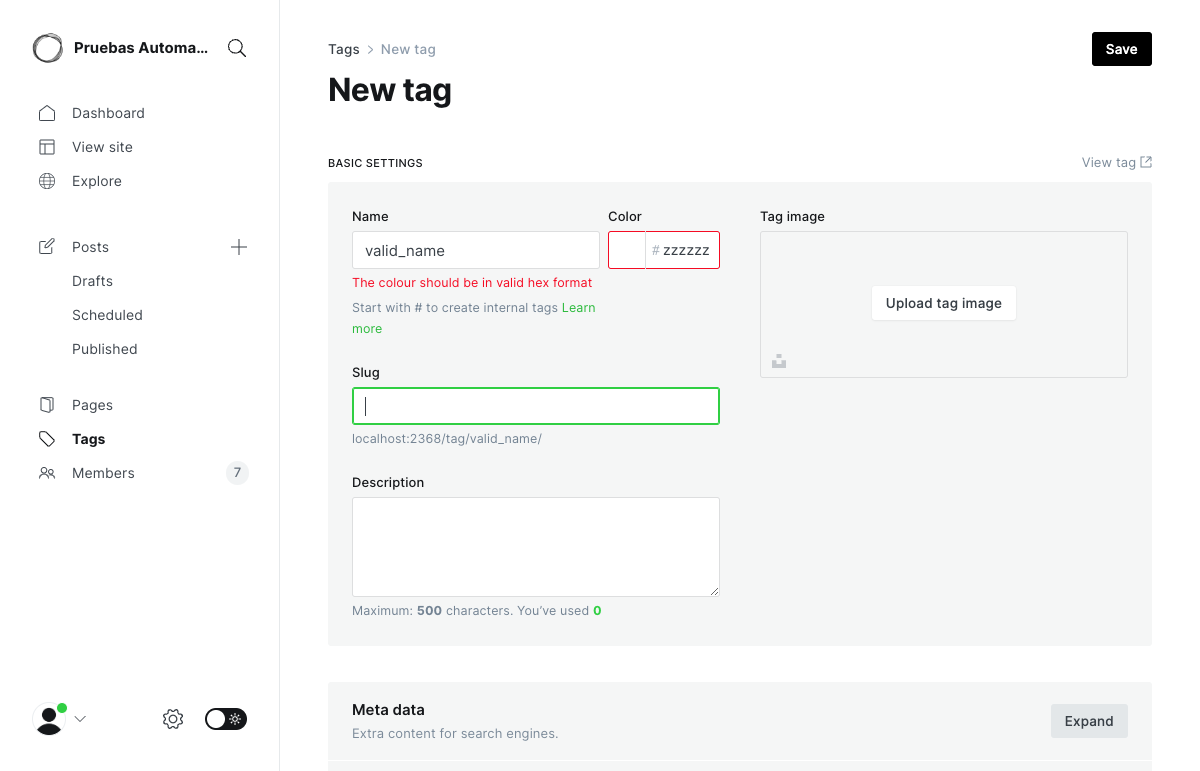 Pruebas Automa...
Dashboard
View site
Explore
Posts
Drafts
Scheduled
Published
Pages
Tags
Members 7
Tags > New tag
Save
New tag
BASIC SETTINGS
View tag
Name
valid_name
The colour should be in valid hex format
Start with # to create internal tags Learn
more
Color
# zzzzzz
Slug
localhost:2368/tag/valid_name/
Description
Maximum: 500 characters. You've used 0
Tag image
Upload tag image
Meta data
Extra content for search engines.
Expand